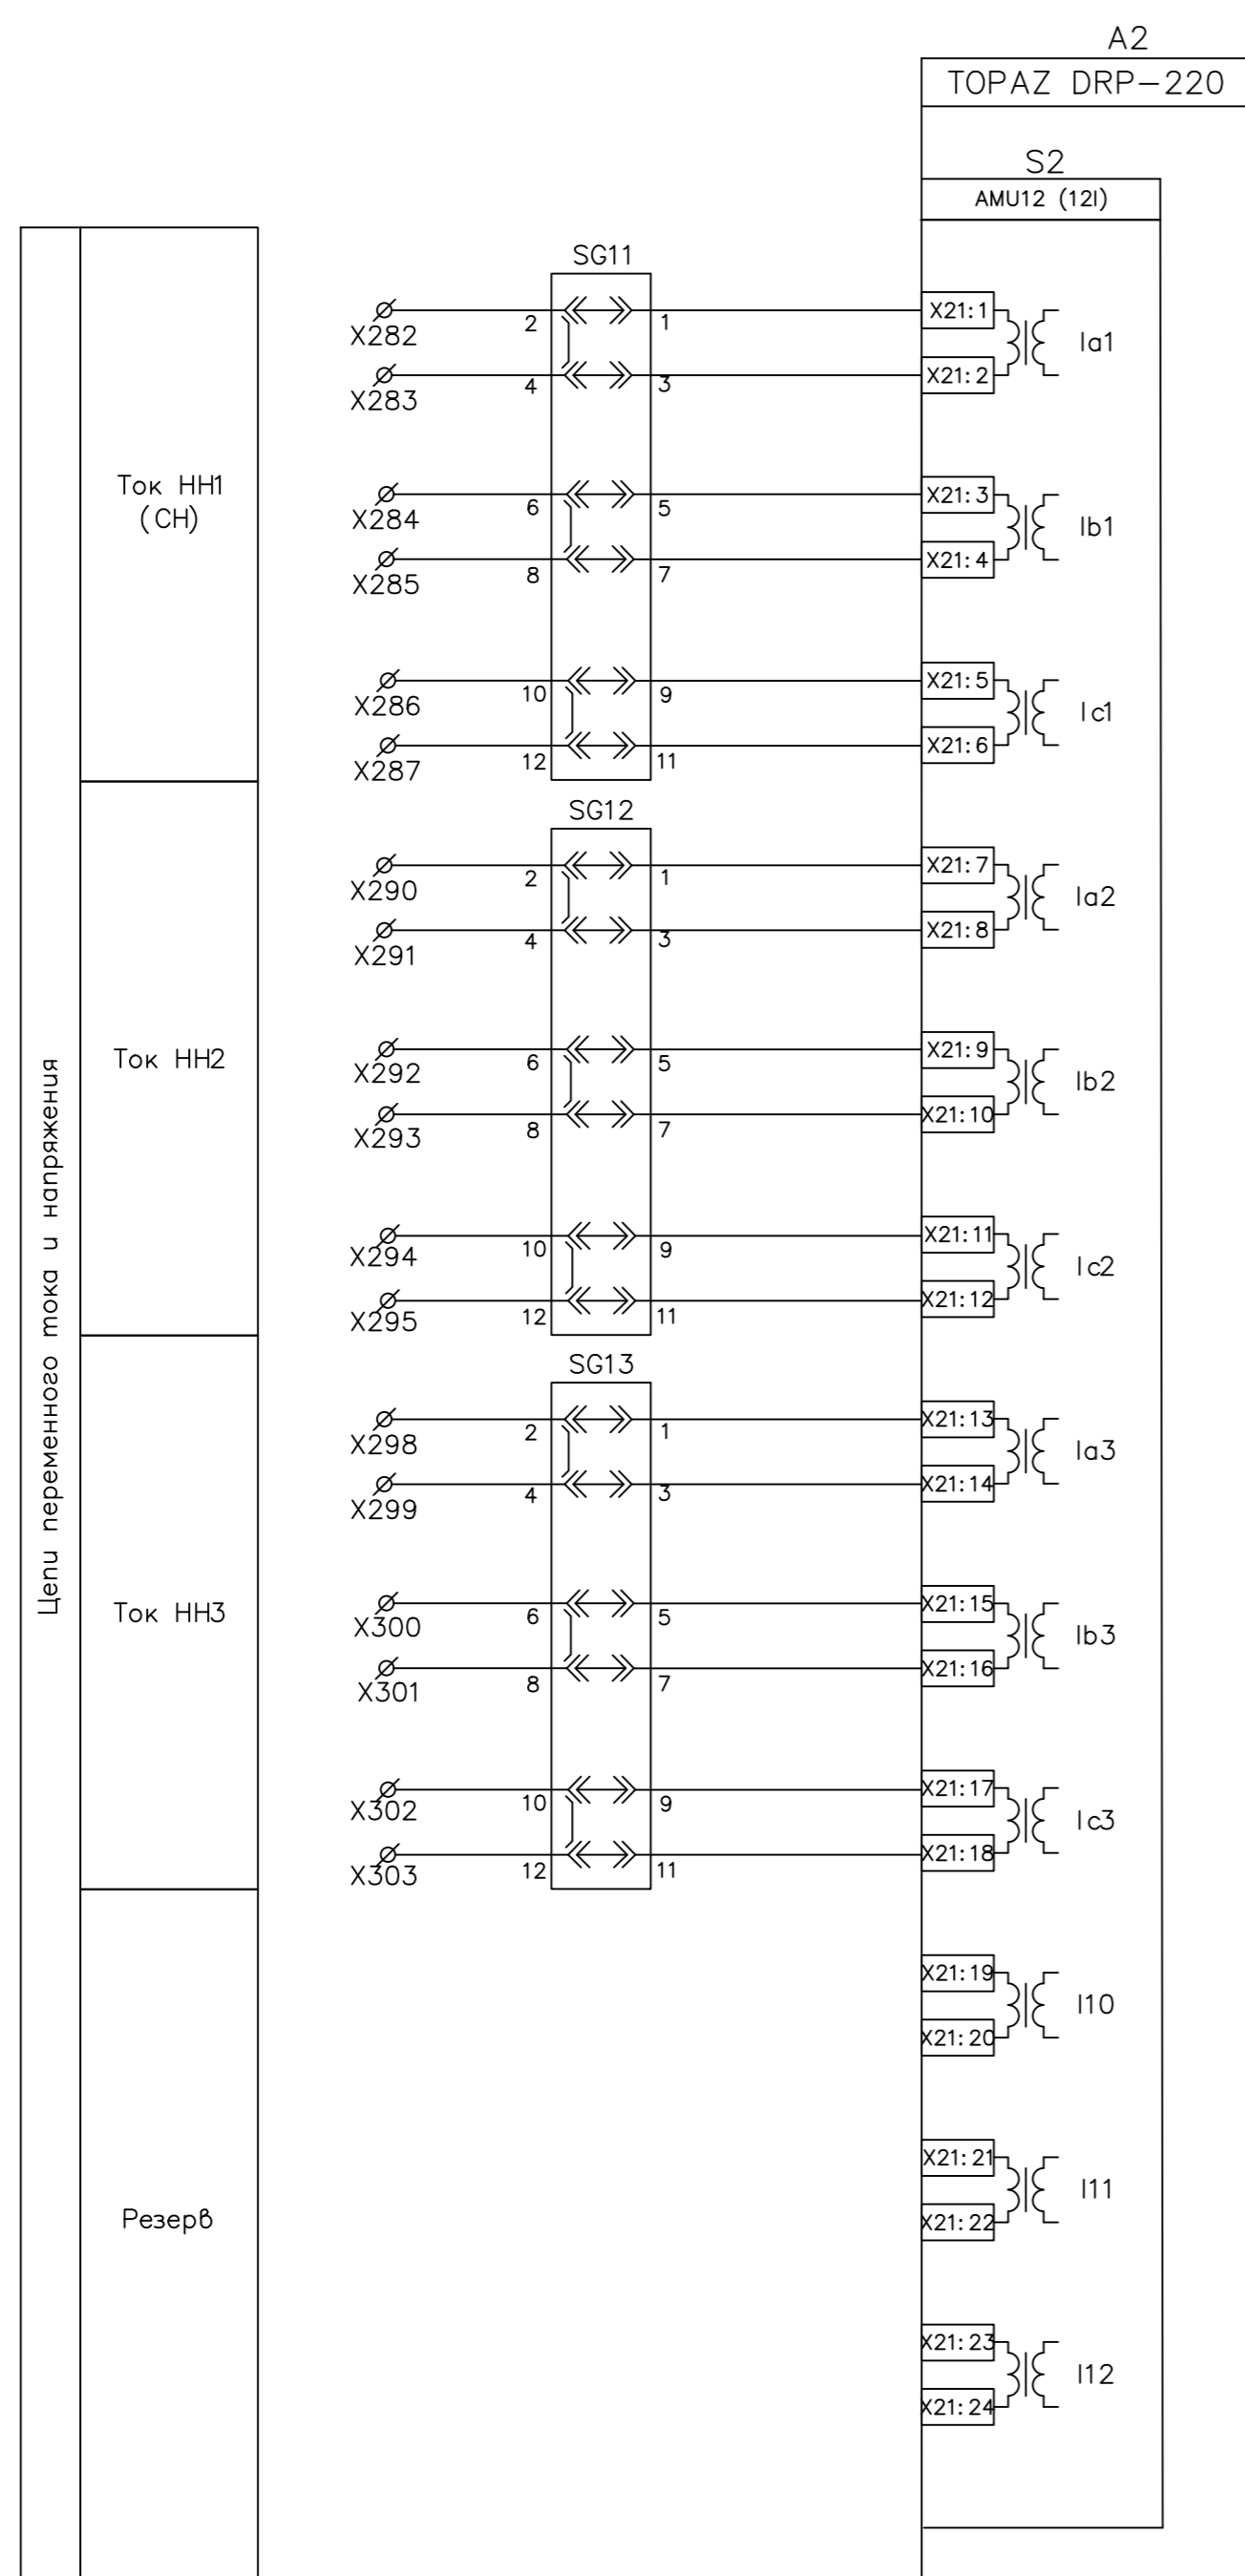 A2
TOPAZ DRP-220
S2
AMU12 (12I)
Цепи переменного тока и напряжения
Ток НН1
(СН)
SG11
X282
2
1
X21:1
Ia1
X283
4
3
X21:2
X284
6
5
X21:3
Ib1
X285
8
7
X21:4
X286
10
9
X21:5
Ic1
X287
12
11
X21:6
Ток НН2
SG12
X290
2
1
X21:7
Ia2
X291
4
3
X21:8
X292
6
5
X21:9
Ib2
X293
8
7
X21:10
X294
10
9
X21:11
Ic2
X295
12
11
X21:12
Ток НН3
SG13
X298
2
1
X21:13
Ia3
X299
4
3
X21:14
X300
6
5
X21:15
Ib3
X301
8
7
X21:16
X302
10
9
X21:17
Ic3
X303
12
11
X21:18
Резерв
X21:19
I10
X21:20
X21:21
I11
X21:22
X21:23
I12
X21:24